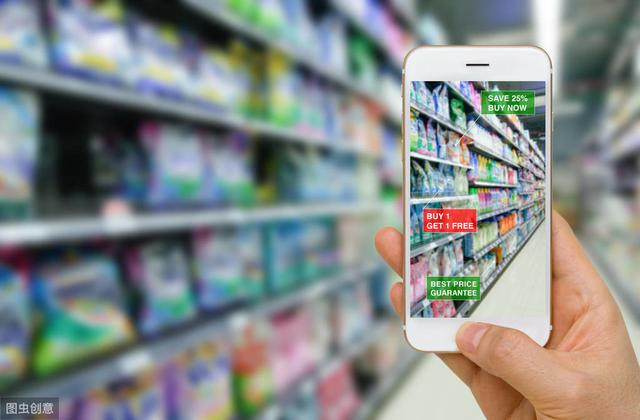 SAVE 25%
BUY NOW
BUY 1
GET 1 FREE
BEST PRICE
GUARANTEE
图虫创意